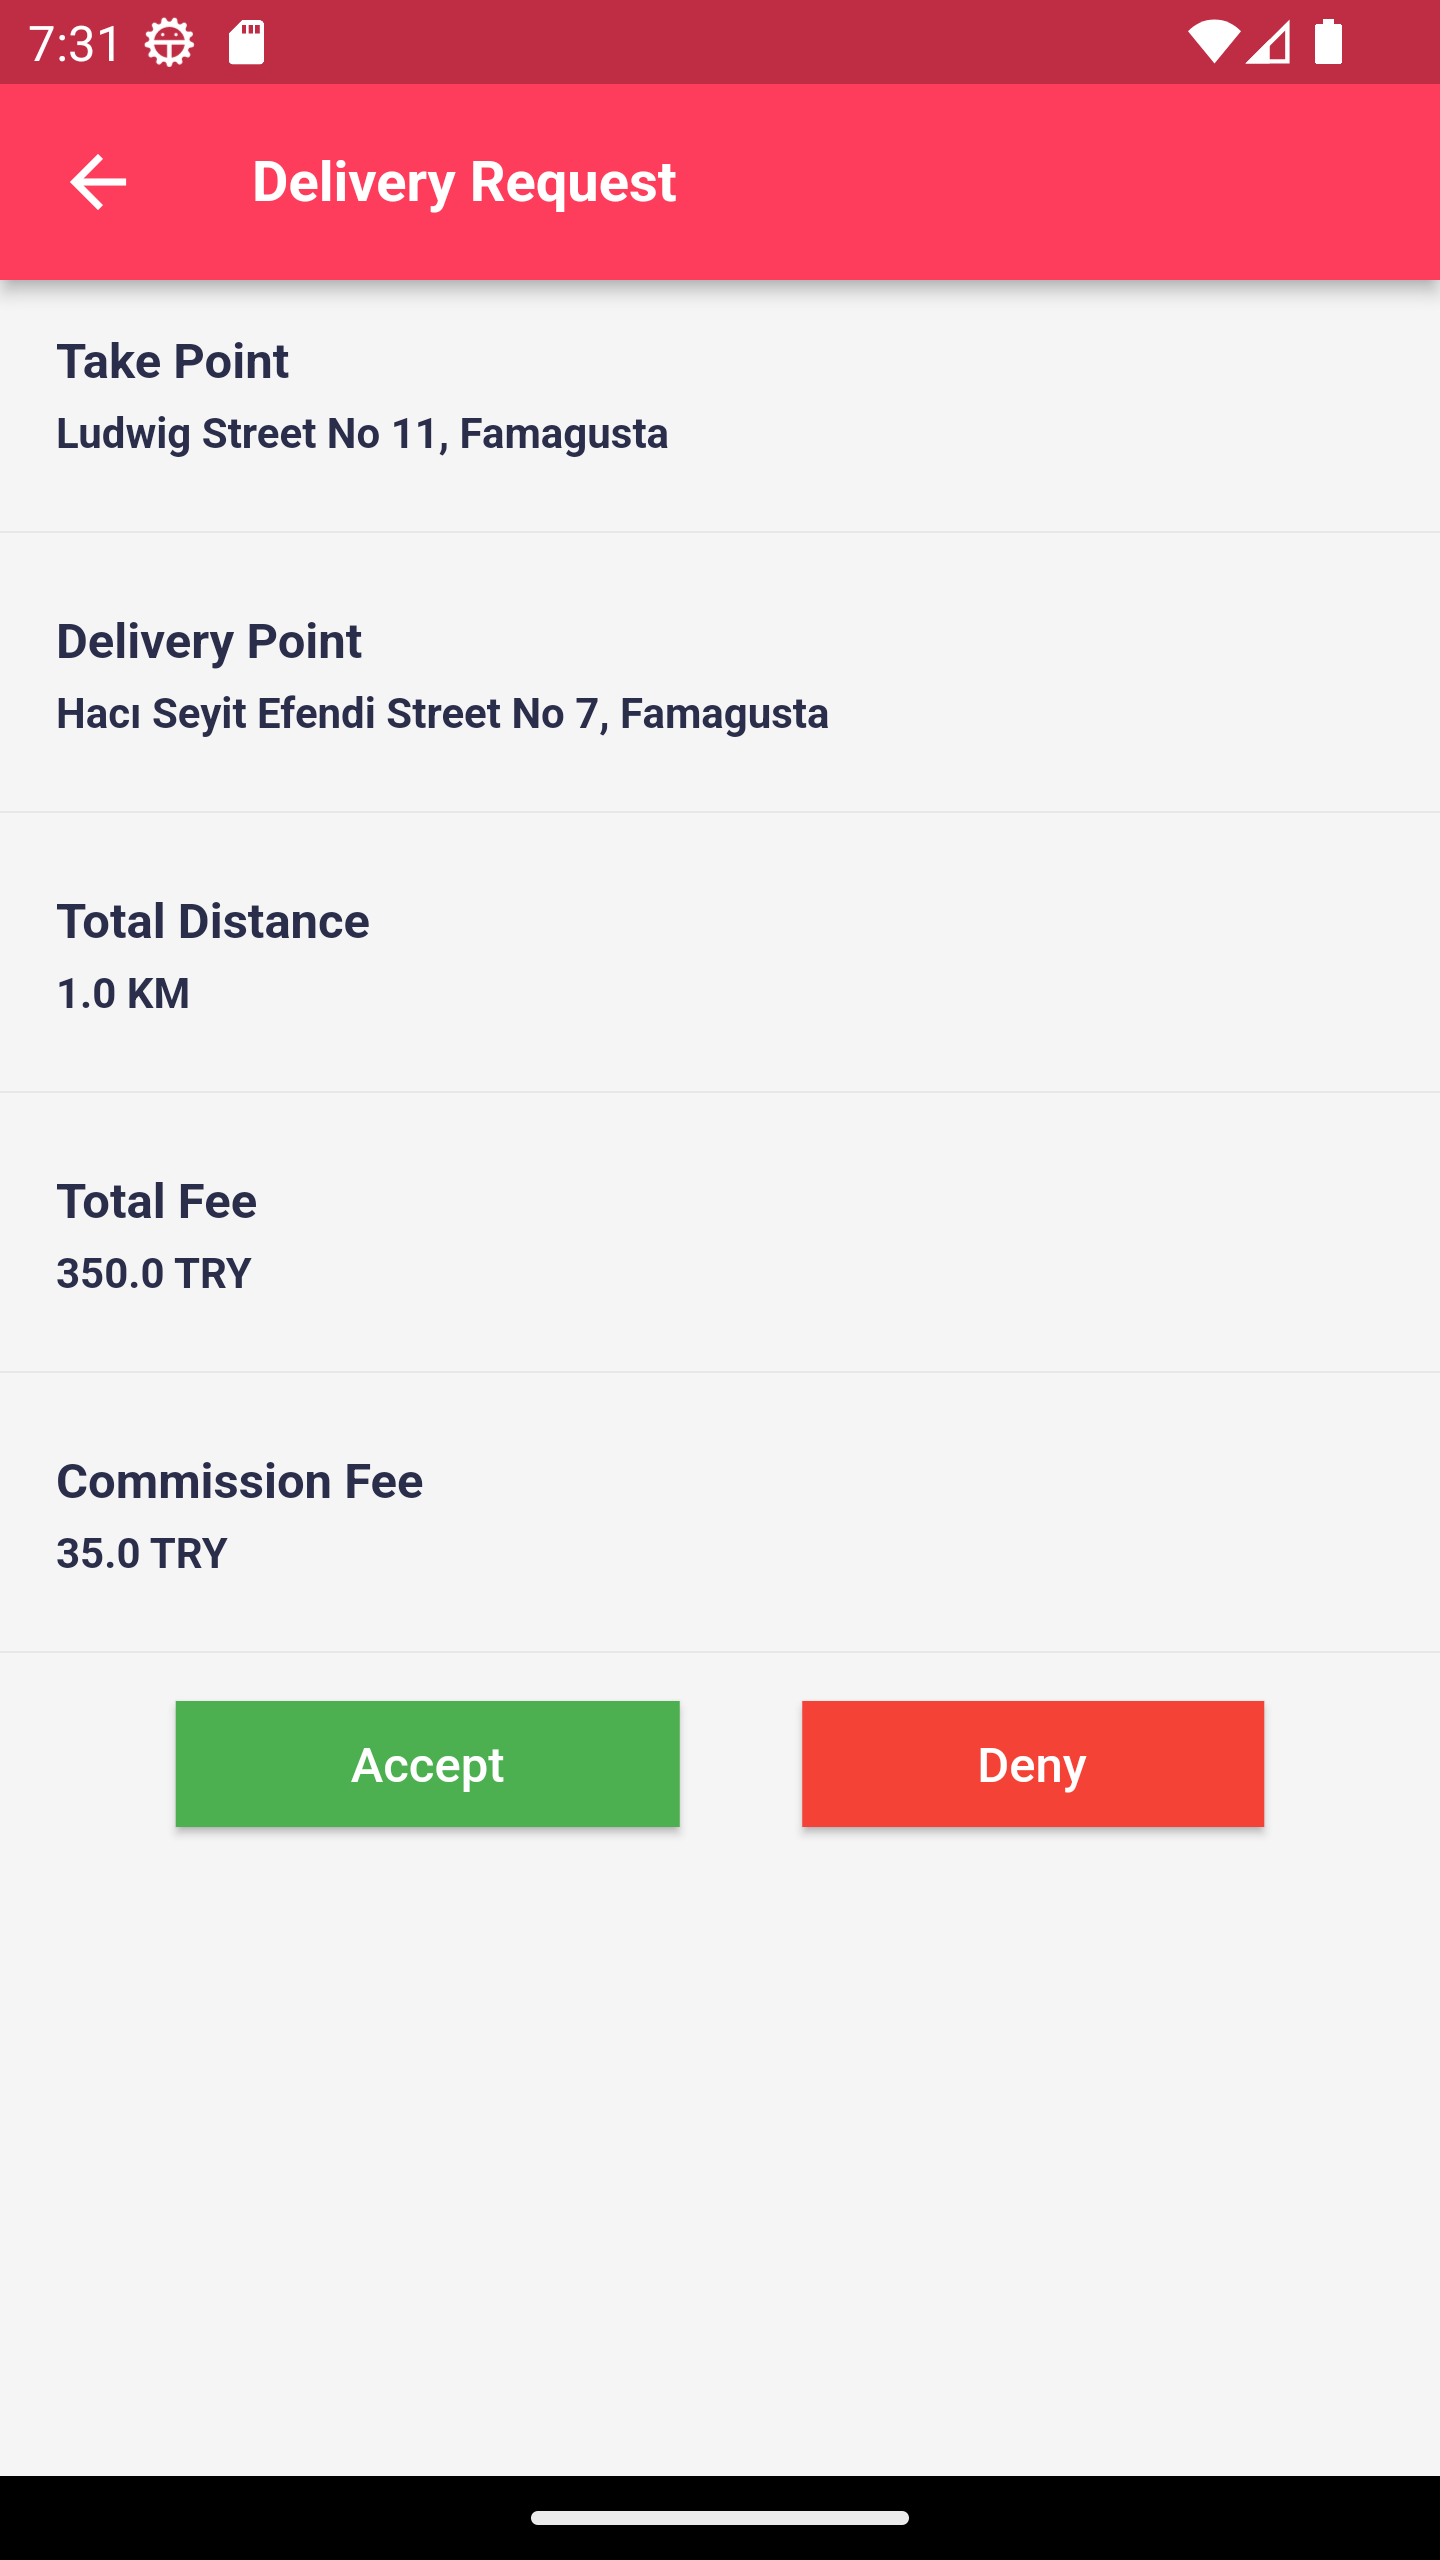 7:31
Delivery Request
Take Point
Ludwig Street No 11, Famagusta
Delivery Point
Hacı Seyit Efendi Street No 7, Famagusta
Total Distance
1.0 KM
Total Fee
350.0 TRY
Commission Fee
35.0 TRY
Accept
Deny